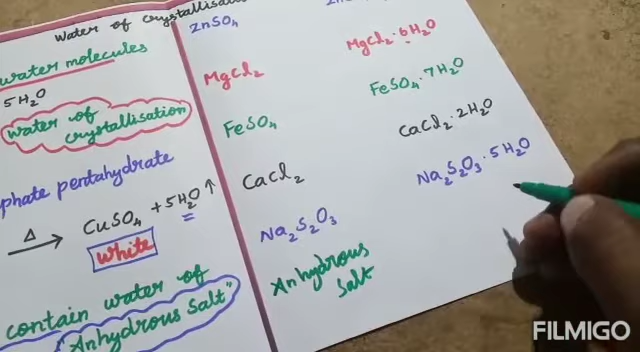 Water of Crystallisa
water molecules
5H₂O
water of
crystallisation
phate pentahydrate
Δ → CuSO₄ + 5H₂O ↑
white
contain water of
Anhydrous Salt"
ZnSO₄
MgCl₂
MgCl₂·6H₂O
FeSO₄
FeSO₄·7H₂O
CaCl₂
CaCl₂·2H₂O
Na₂S₂O₃
Na₂S₂O₃·5H₂O
Anhydrous
Salt
FILMIGO